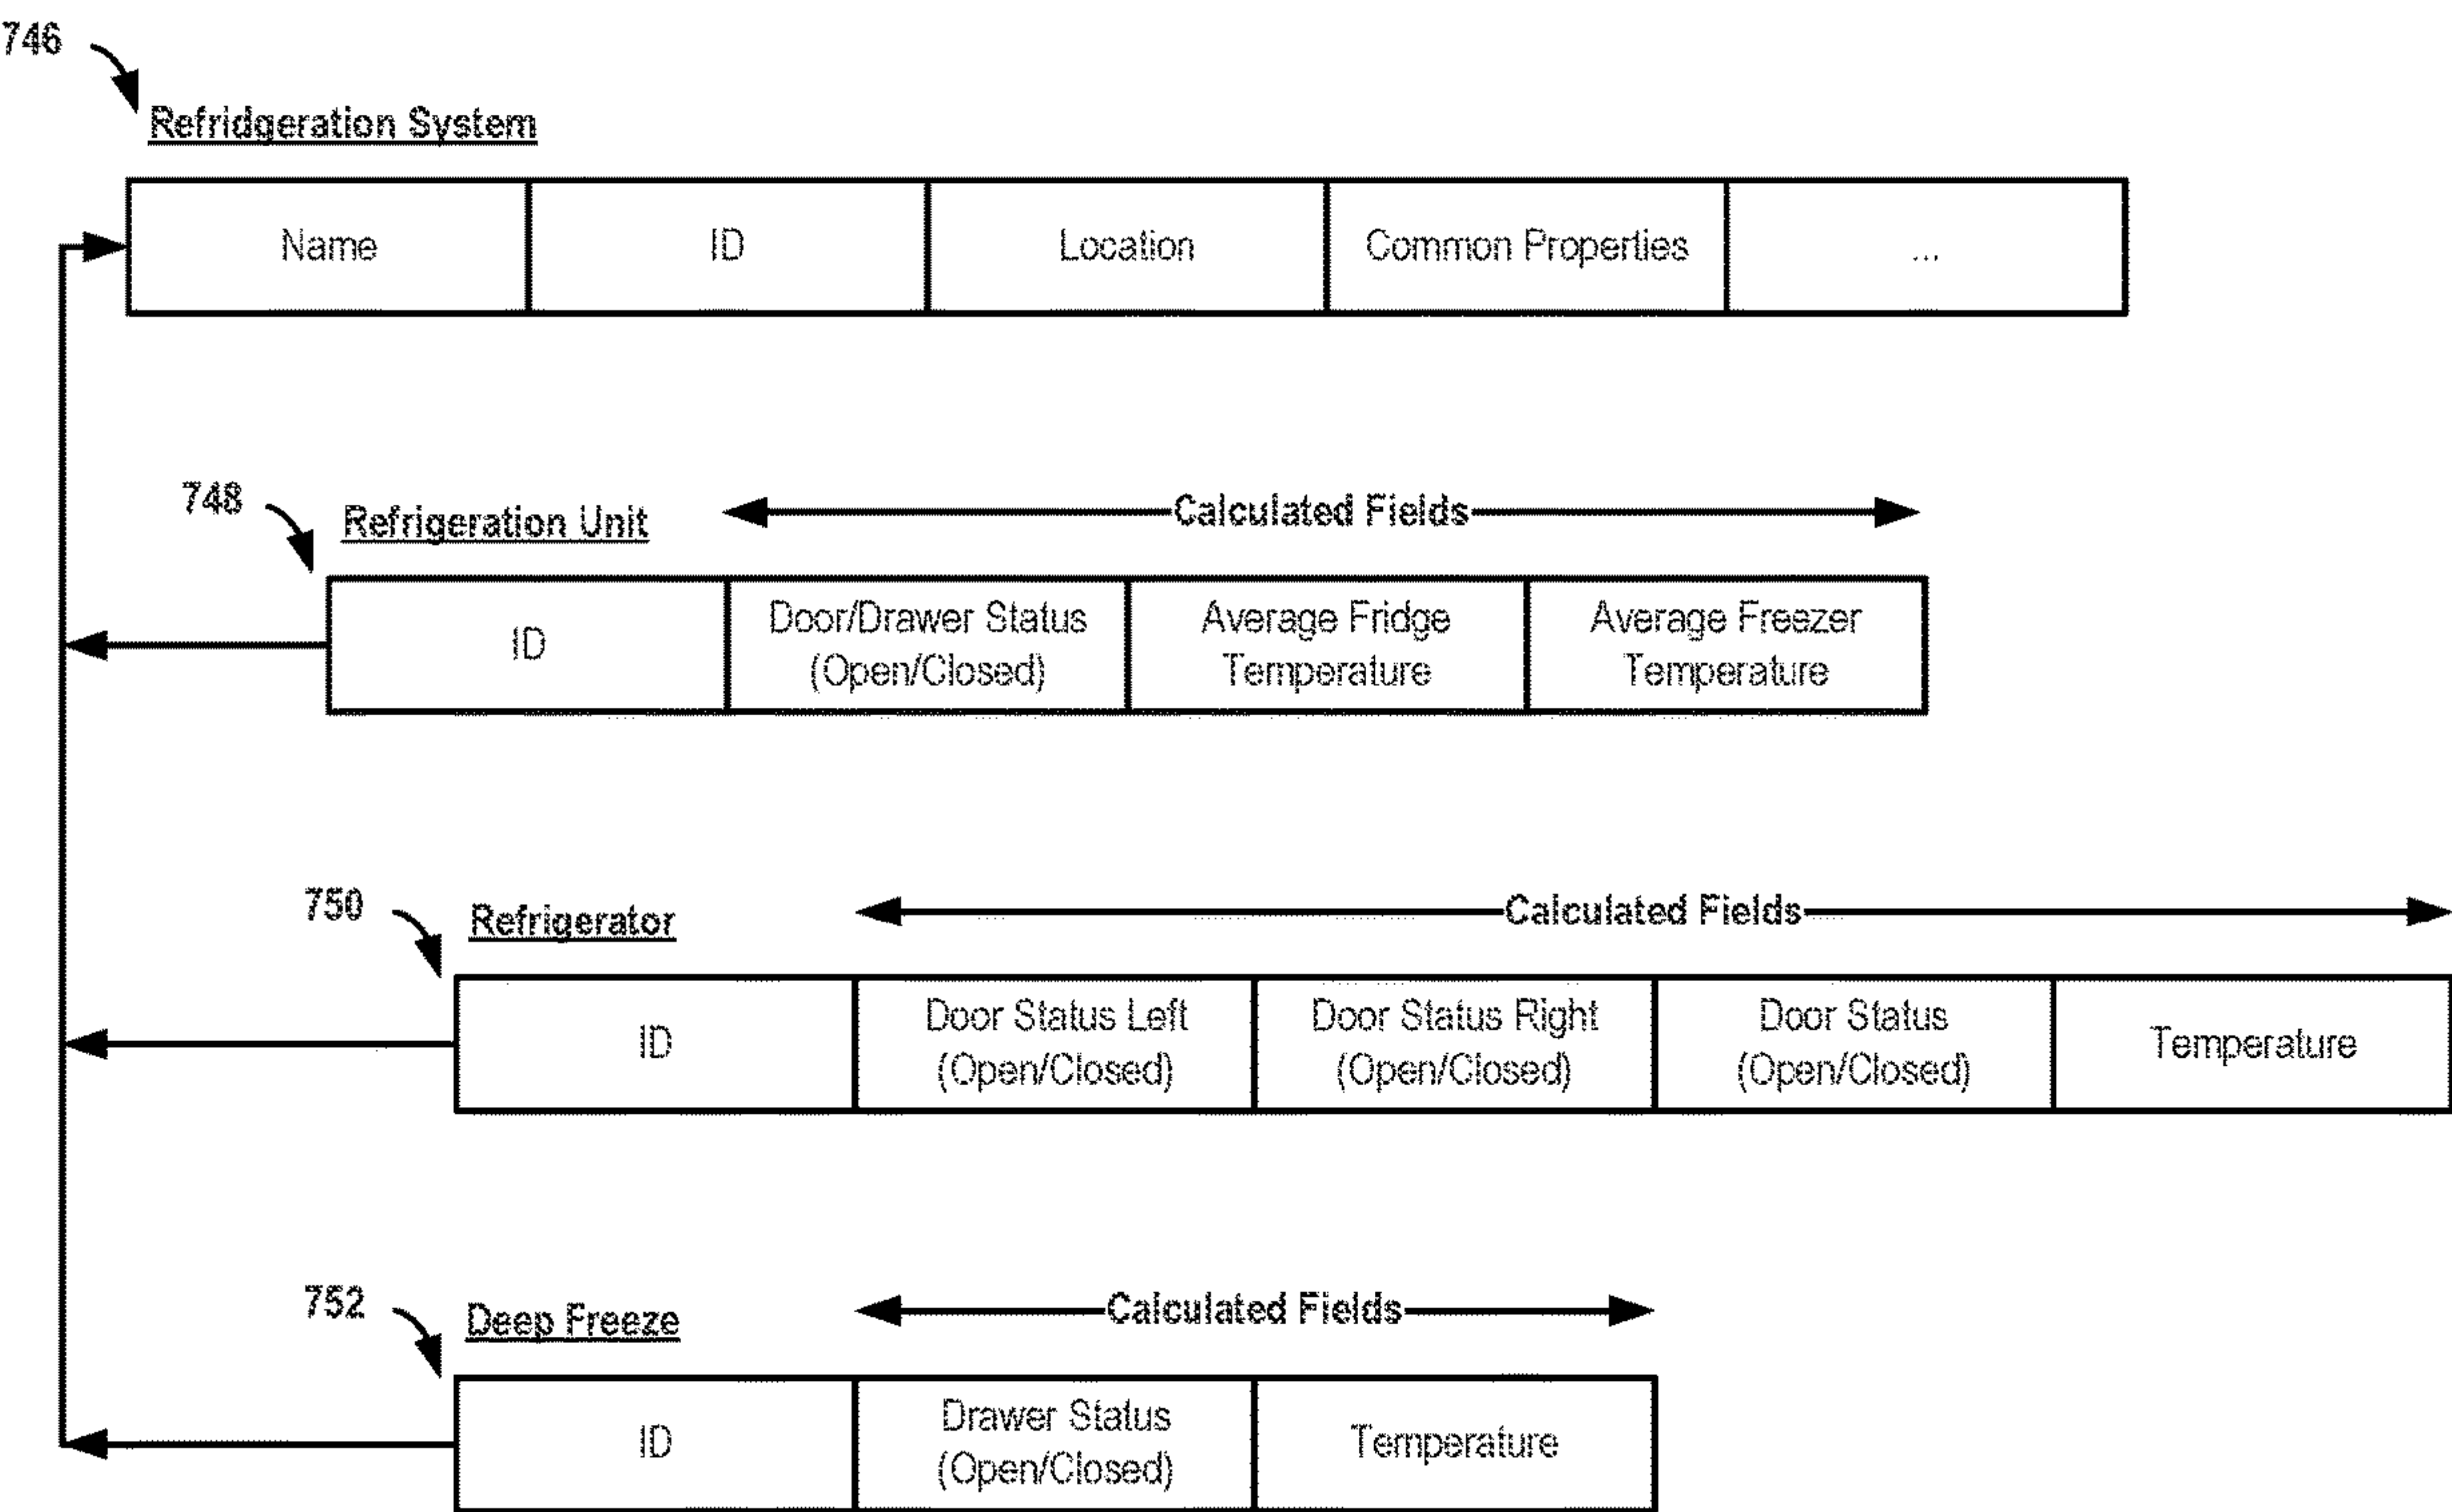 746
Refridgeration System
Name ID Location Common Properties ...
748
Refrigeration Unit
Calculated Fields
ID
Door/Drawer Status
(Open/Closed)
Average Fridge
Temperature
Average Freezer
Temperature
750
Refrigerator
Calculated Fields
ID
Door Status Left
(Open/Closed)
Door Status Right
(Open/Closed)
Door Status
(Open/Closed)
Temperature
752
Deep Freeze
Calculated Fields
ID
Drawer Status
(Open/Closed)
Temperature